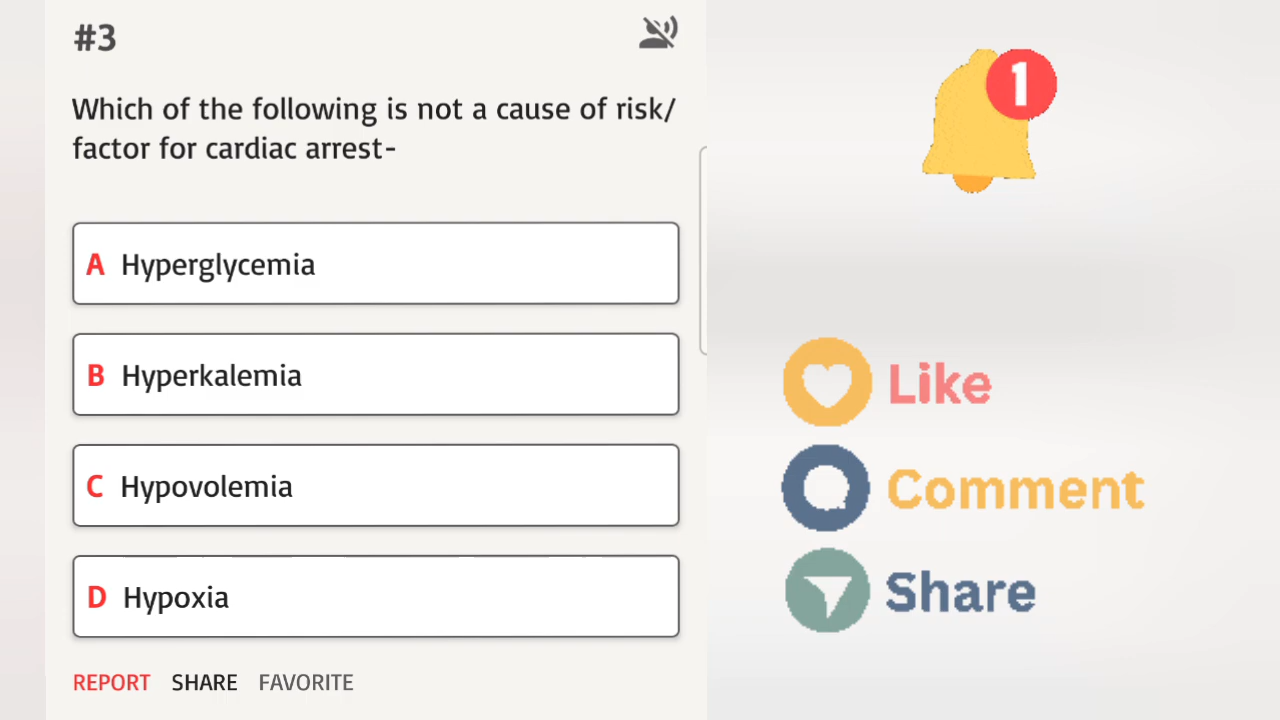 #3
Which of the following is not a cause of risk/
factor for cardiac arrest-
A Hyperglycemia
B Hyperkalemia
C Hypovolemia
D Hypoxia
REPORT SHARE FAVORITE
1
Like
Comment
Share